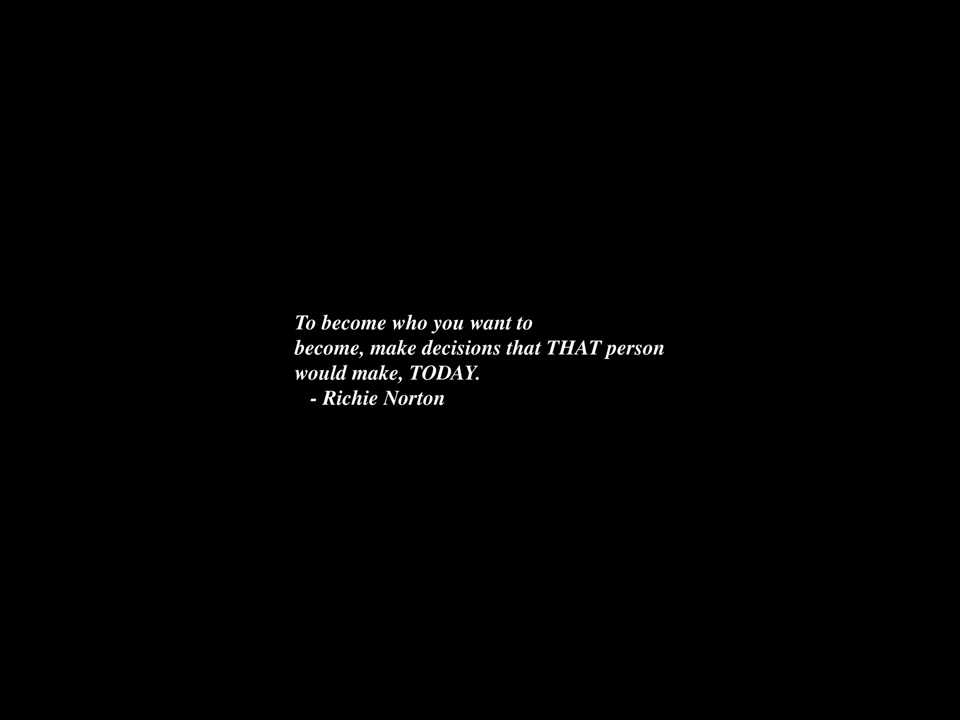 To become who you want to
become, make decisions that THAT person
would make, TODAY.
- Richie Norton